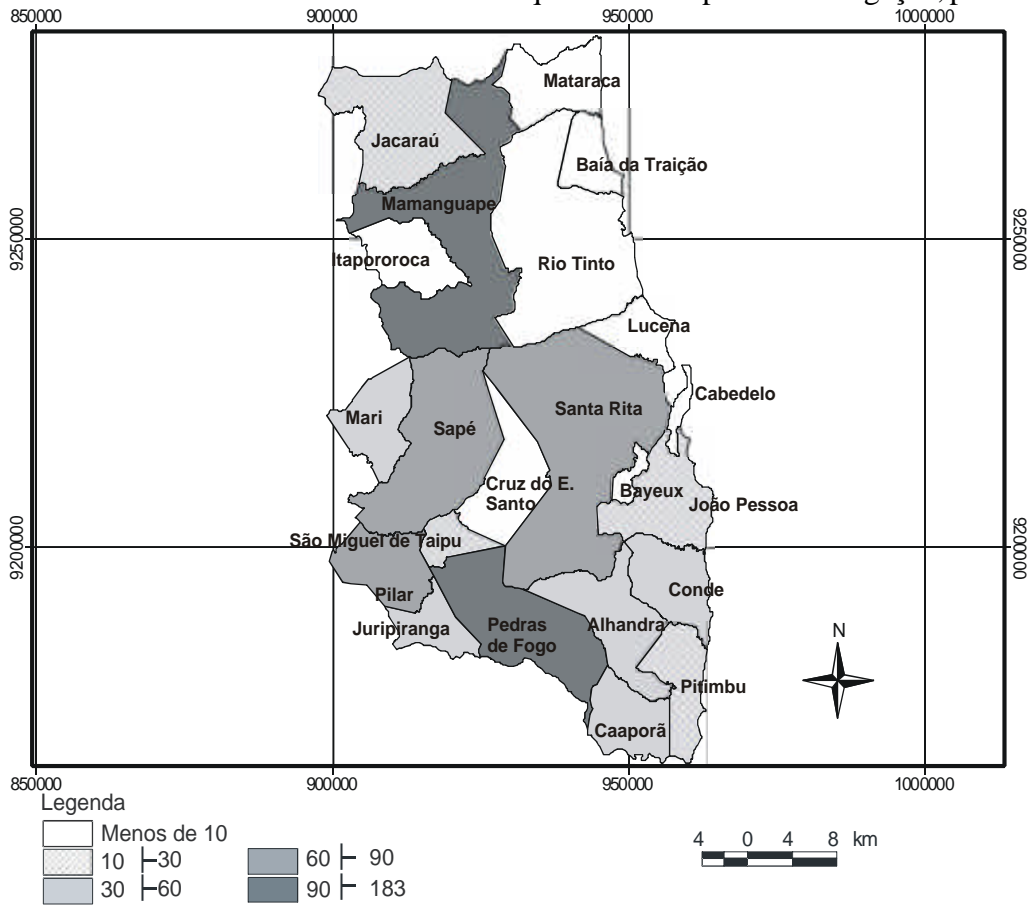 850000 900000 950000 1000000
Mataraca
Jacaraú
Baía da Traição
Mamanguape
9250000 9250000
Itapororoca
Rio Tinto
Lucena
Cabedelo
Santa Rita
Mari
Sapé
Cruz do E.
Santo
Bayeux
João Pessoa
São Miguel de Taipu
9200000 9200000
Pilar
Conde
Juripiranga
Pedras
de Fogo
Alhandra
N
Pitimbu
Caaporã
850000 900000 950000 1000000
Legenda
Menos de 10
10 30
30 60
60 90
90 183
4 0 4 8 km